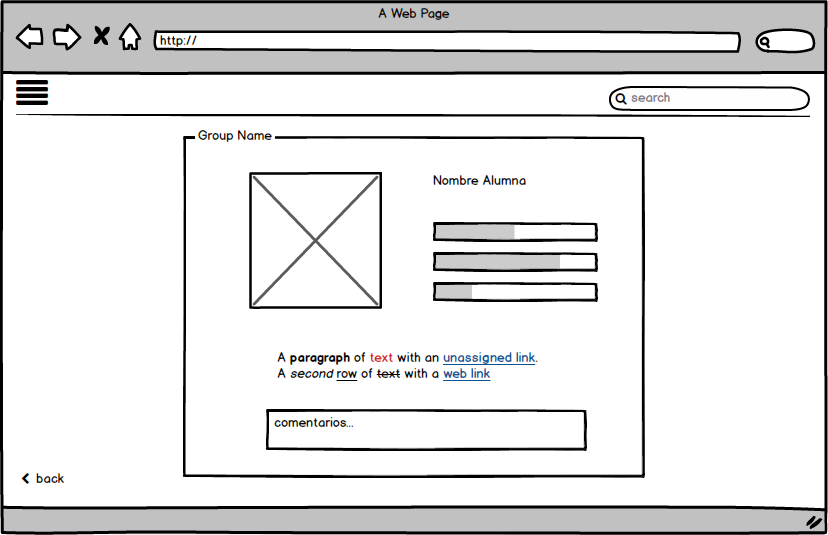 A Web Page
http://
search
Group Name
Nombre Alumna
A paragraph of text with an unassigned link.
A second row of text with a web link
comentarios...
back